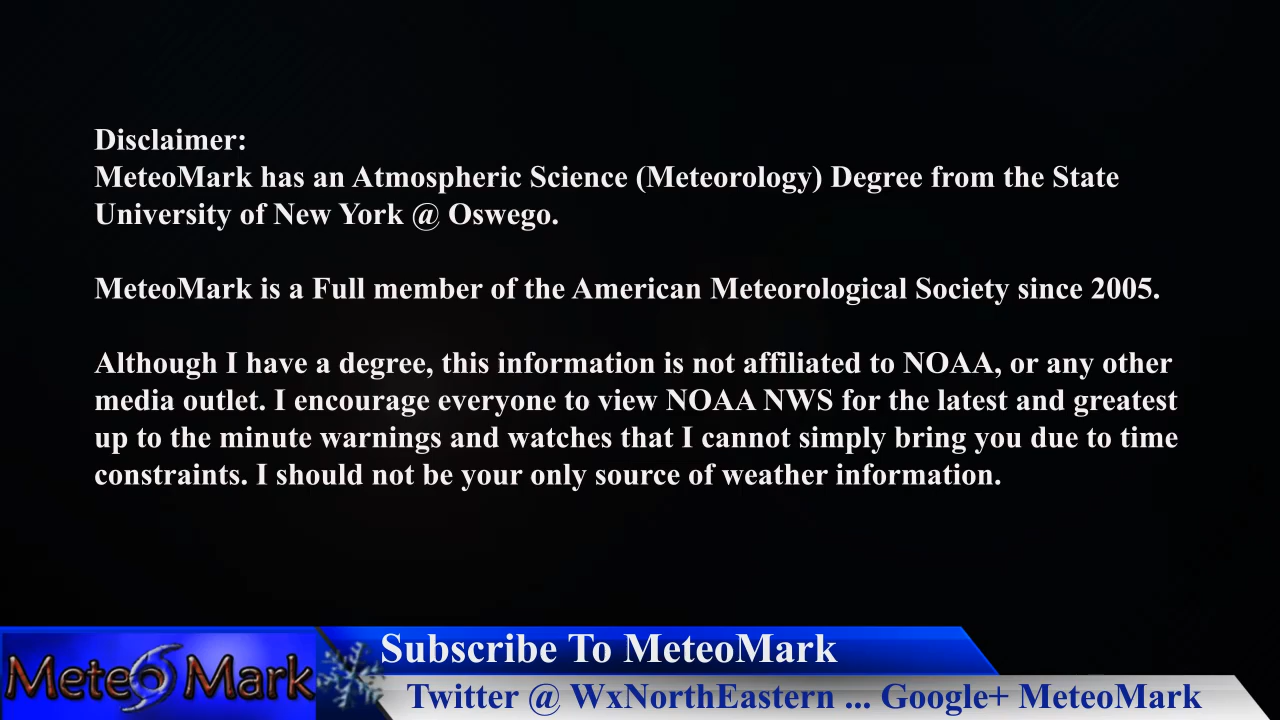 Disclaimer:
MeteoMark has an Atmospheric Science (Meteorology) Degree from the State
University of New York @ Oswego.
MeteoMark is a Full member of the American Meteorological Society since 2005.
Although I have a degree, this information is not affiliated to NOAA, or any other
media outlet. I encourage everyone to view NOAA NWS for the latest and greatest
up to the minute warnings and watches that I cannot simply bring you due to time
constraints. I should not be your only source of weather information.
Subscribe To MeteoMark
MeteoMark
Twitter @ WxNorthEastern ... Google+ MeteoMark